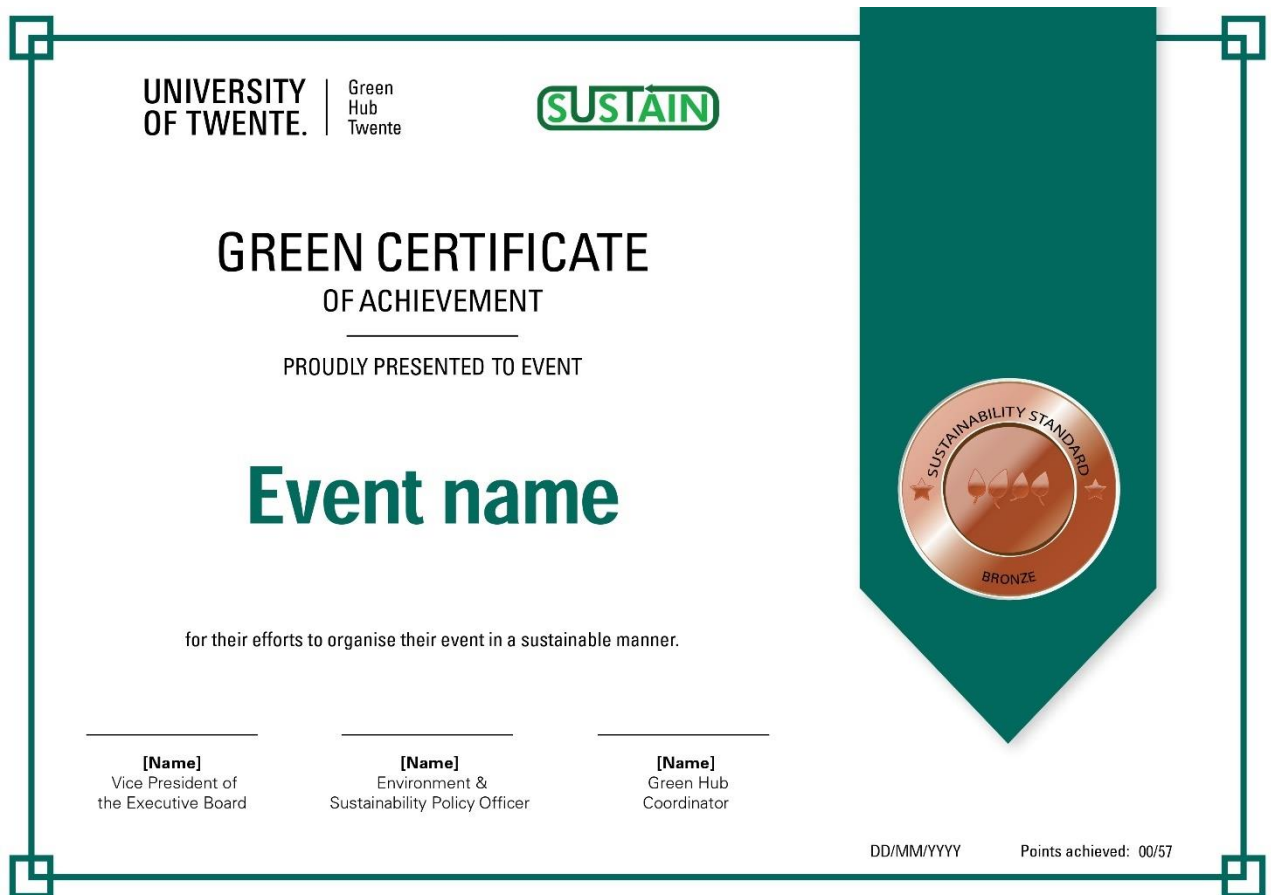 UNIVERSITY
OF TWENTE.
Green
Hub
Twente
SUSTAIN
GREEN CERTIFICATE
OF ACHIEVEMENT
PROUDLY PRESENTED TO EVENT
Event name
for their efforts to organise their event in a sustainable manner.
SUSTAINABILITY STANDARD
BRONZE
[Name]
Vice President of
the Executive Board
[Name]
Environment &
Sustainability Policy Officer
[Name]
Green Hub
Coordinator
DD/MM/YYYY
Points achieved: 00/57